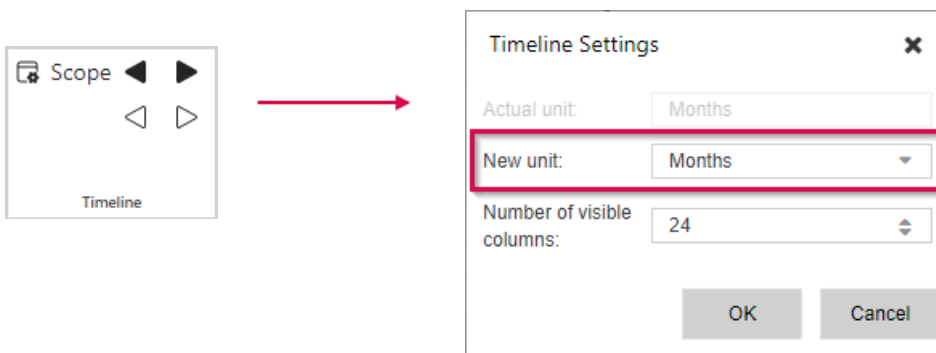 Scope
Timeline
Timeline Settings
Actual unit: Months
New unit: Months
Number of visible
columns:
24
OK Cancel